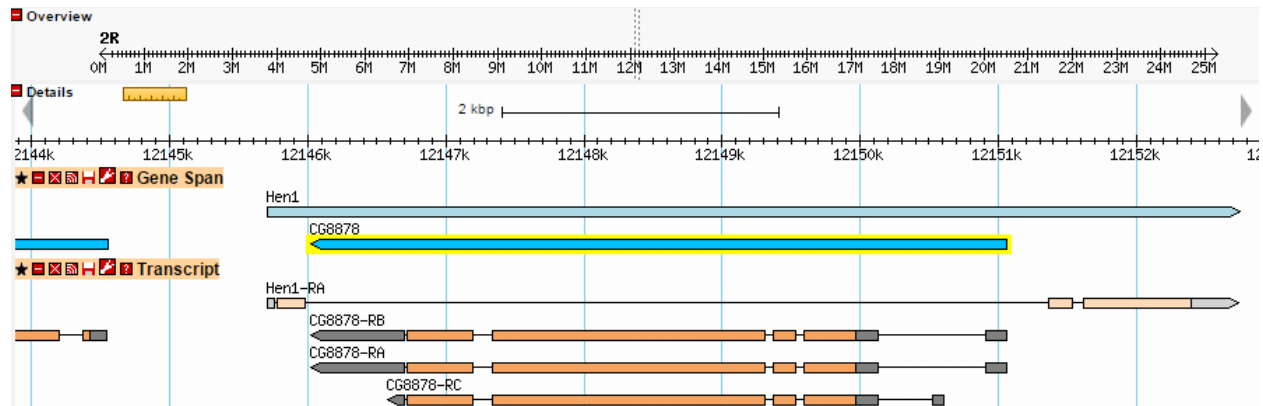 Overview
2R
0M 1M 2M 3M 4M 5M 6M 7M 8M 9M 10M 11M 12M 13M 14M 15M 16M 17M 18M 19M 20M 21M 22M 23M 24M 25M
Details
2 kbp
2144k 12145k 12146k 12147k 12148k 12149k 12150k 12151k 12152k 12
Gene Span
Hen1
CG8878
Transcript
Hen1-RA
CG8878-RB
CG8878-RA
CG8878-RC